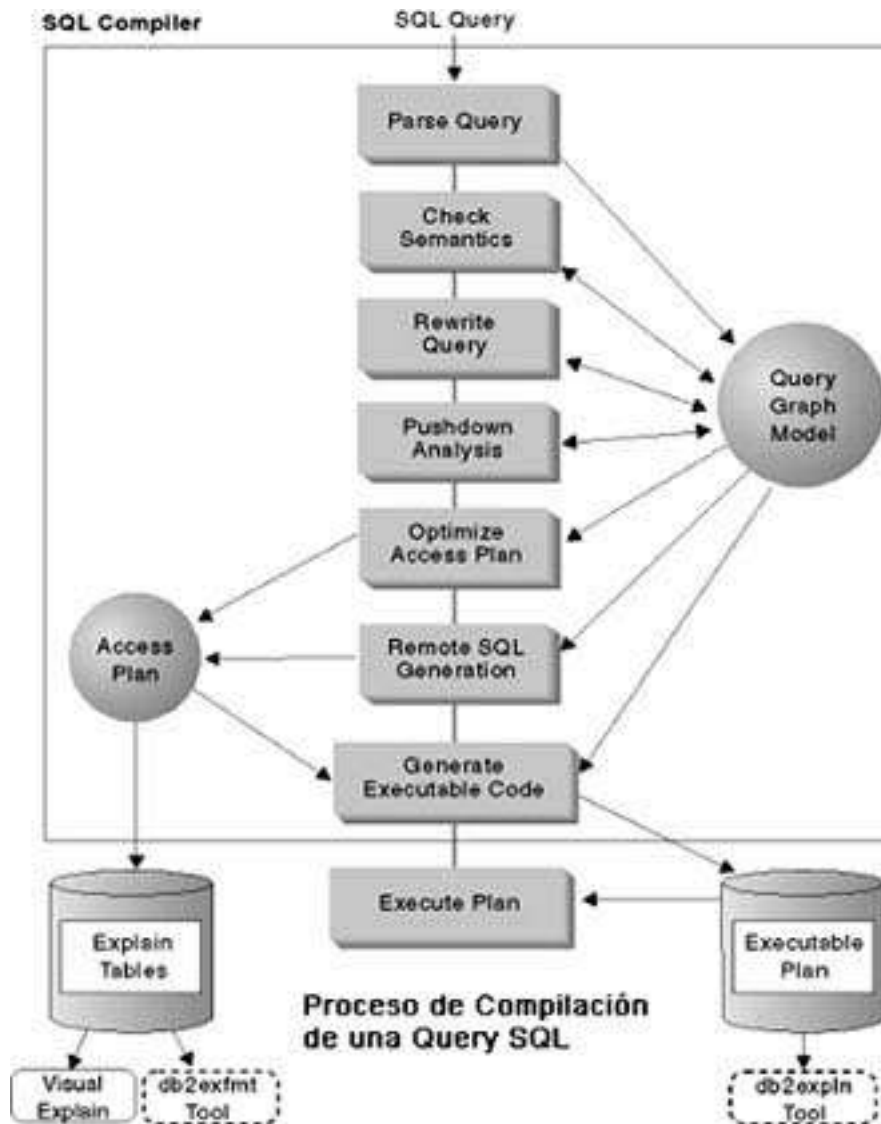 SQL Compiler
SQL Query
Parse Query
Check
Semantics
Rewrite
Query
Query
Graph
Model
Pushdown
Analysis
Optimize
Access Plan
Access
Plan
Remote SQL
Generation
Generate
Executable Code
Execute Plan
Explain
Tables
Executable
Plan
Proceso de Compilación
de una Query SQL
Visual
Explain
db2exfmt
Tool
db2expln
Tool